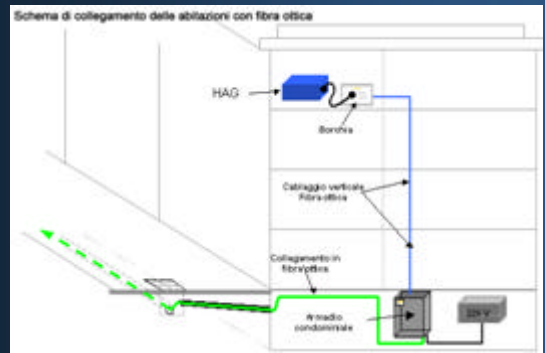 Schema di collegamento delle abitazioni con fibra ottica
HAG
Borchia
Cablaggio verticale
Fibra ottica
Collegamento in
fibra ottica
Armadio
condominiale
220 V